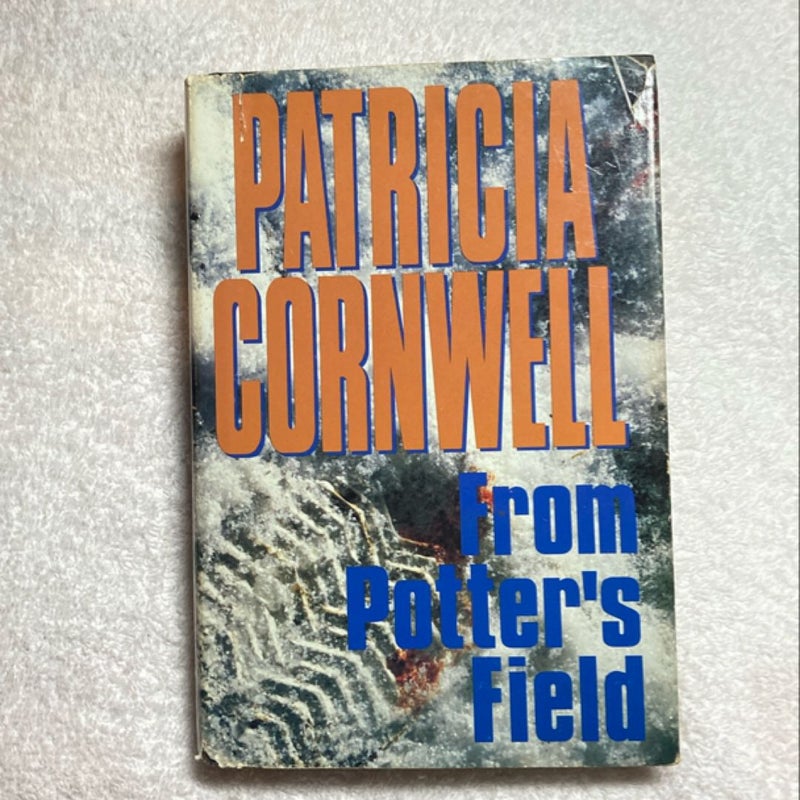 PATRICIA
CORNWELL
From
Potter's
Field